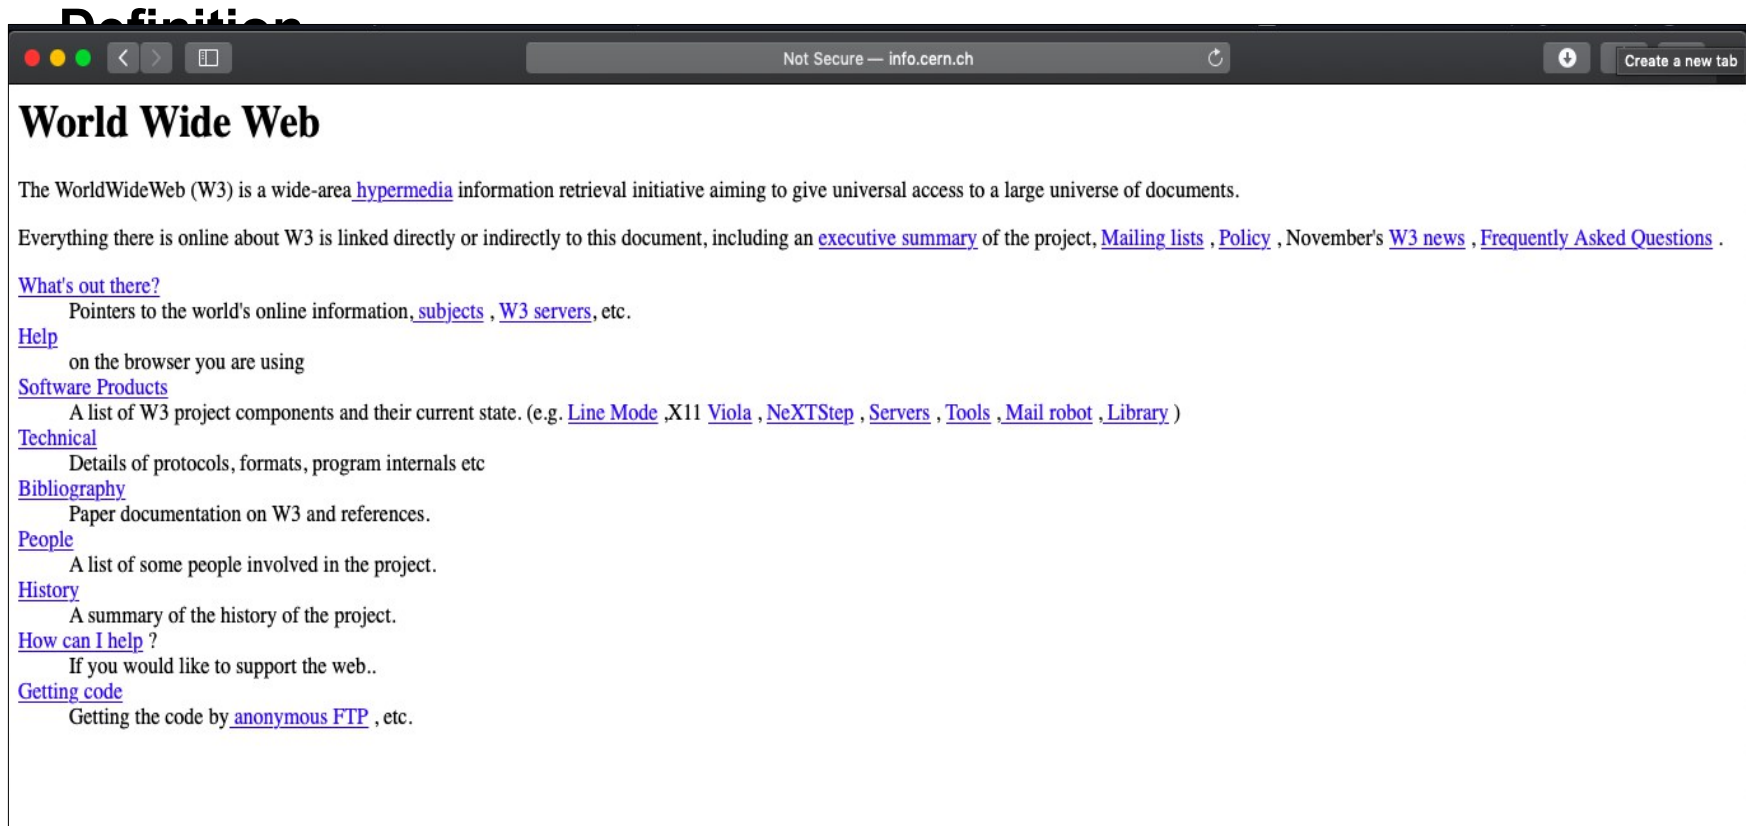 Definition
Not Secure — info.cern.ch
Create a new tab
World Wide Web
The WorldWideWeb (W3) is a wide-area hypermedia information retrieval initiative aiming to give universal access to a large universe of documents.
Everything there is online about W3 is linked directly or indirectly to this document, including an executive summary of the project, Mailing lists , Policy , November's W3 news , Frequently Asked Questions .
What's out there?
Pointers to the world's online information, subjects , W3 servers, etc.
Help
on the browser you are using
Software Products
A list of W3 project components and their current state. (e.g. Line Mode ,X11 Viola , NeXTStep , Servers , Tools , Mail robot , Library )
Technical
Details of protocols, formats, program internals etc
Bibliography
Paper documentation on W3 and references.
People
A list of some people involved in the project.
History
A summary of the history of the project.
How can I help ?
If you would like to support the web..
Getting code
Getting the code by anonymous FTP , etc.